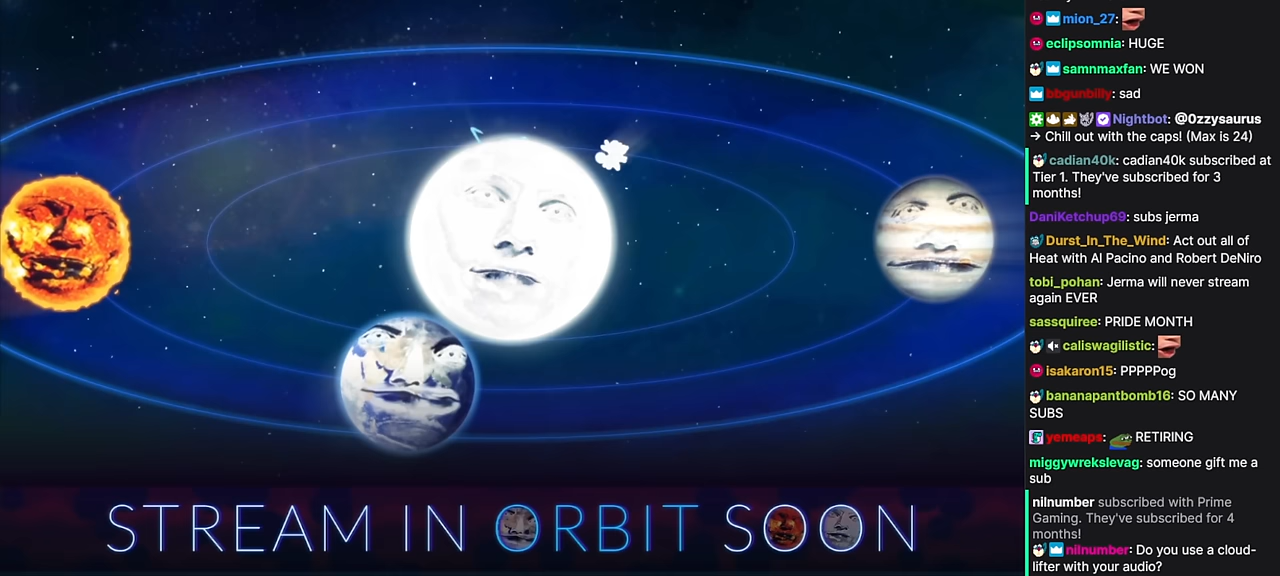 mion_27:
eclipsomnia: HUGE
samnmaxfan: WE WON
bbgunbilly: sad
Nightbot: @0zzysaurus
→ Chill out with the caps! (Max is 24)
cadian40k: cadian40k subscribed at
Tier 1. They've subscribed for 3
months!
DaniKetchup69: subs jerma
Durst_In_The_Wind: Act out all of
Heat with Al Pacino and Robert DeNiro
tobi_pohan: Jerma will never stream
again EVER
sassquiree: PRIDE MONTH
caliswagilistic:
isakaron15: PPPPPog
bananapantbomb16: SO MANY
SUBS
yemeaps: RETIRING
miggywrekslevag: someone gift me a
sub
nilnumber subscribed with Prime
Gaming. They've subscribed for 4
months!
nilnumber: Do you use a cloud-
lifter with your audio?
STREAM IN ORBIT SOON